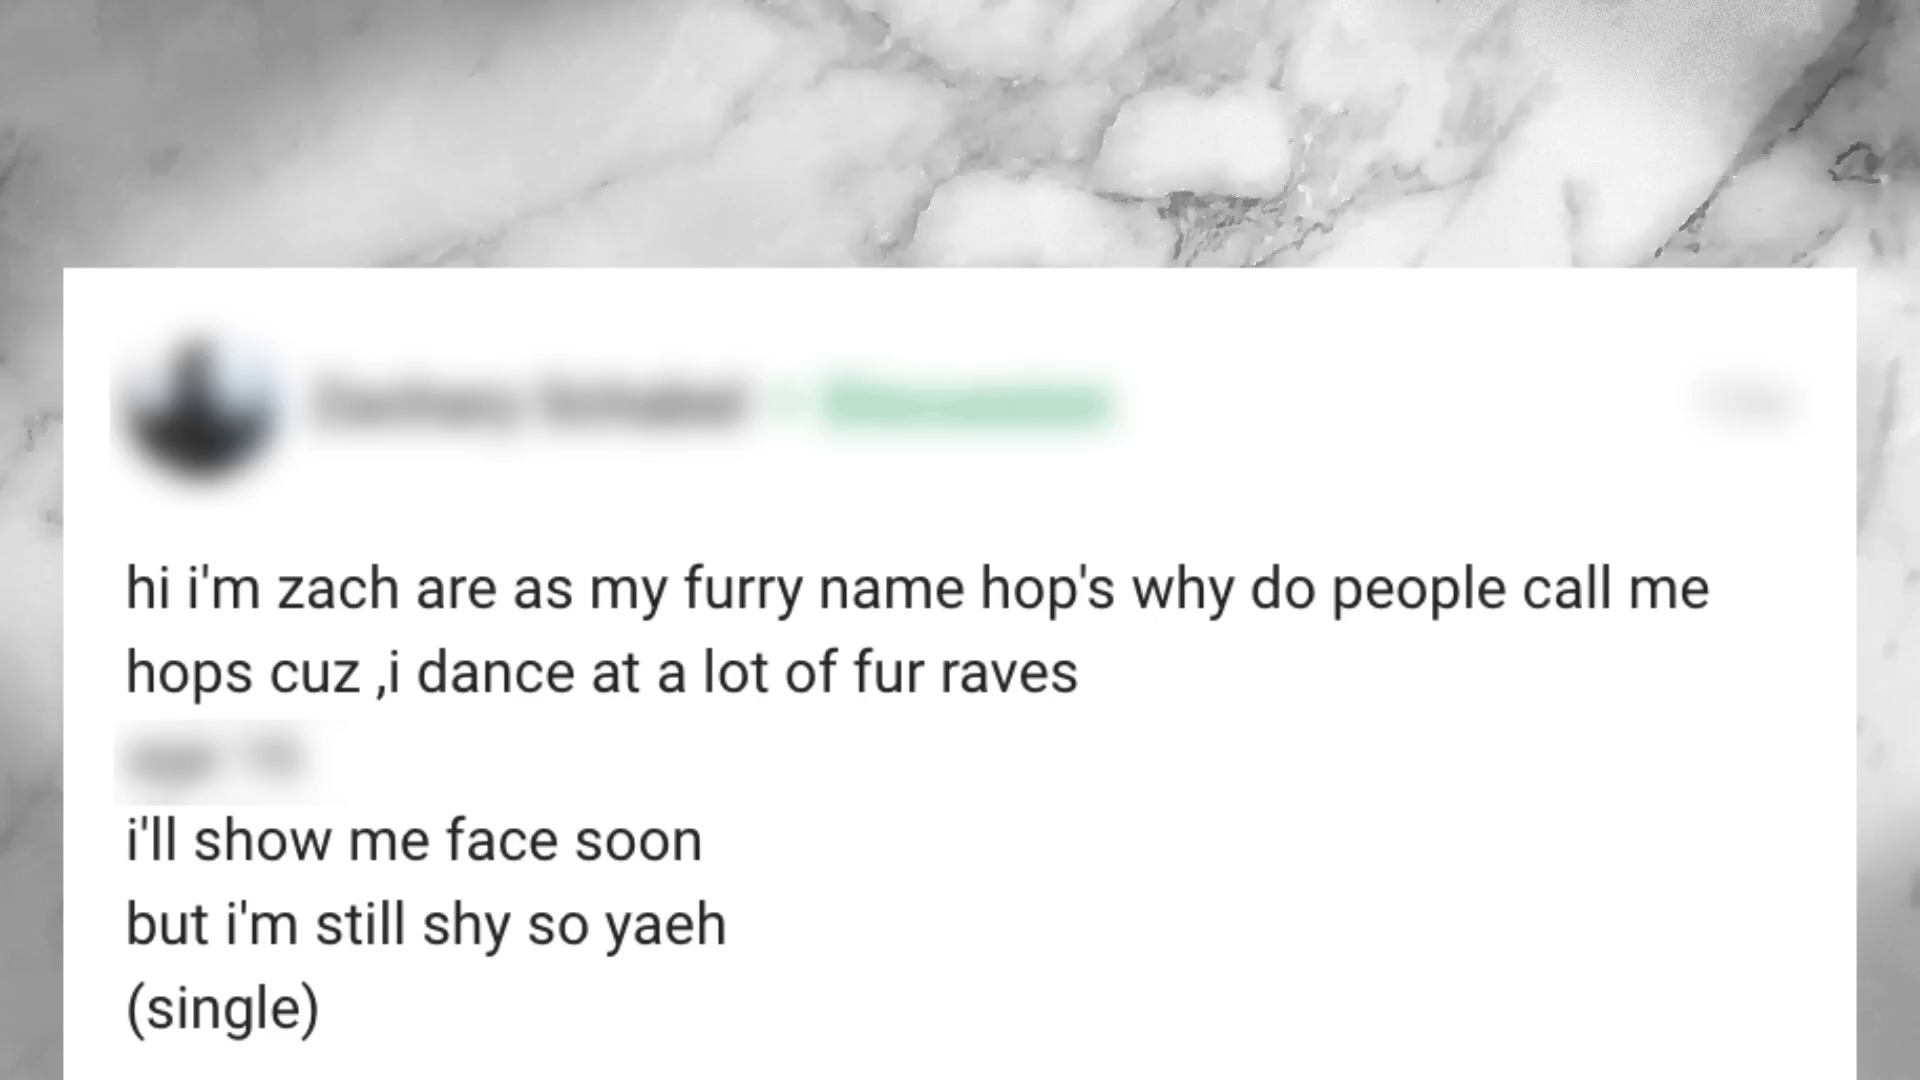 hi i'm zach are as my furry name hop's why do people call me
hops cuz ,i dance at a lot of fur raves
i'll show me face soon
but i'm still shy so yaeh
(single)